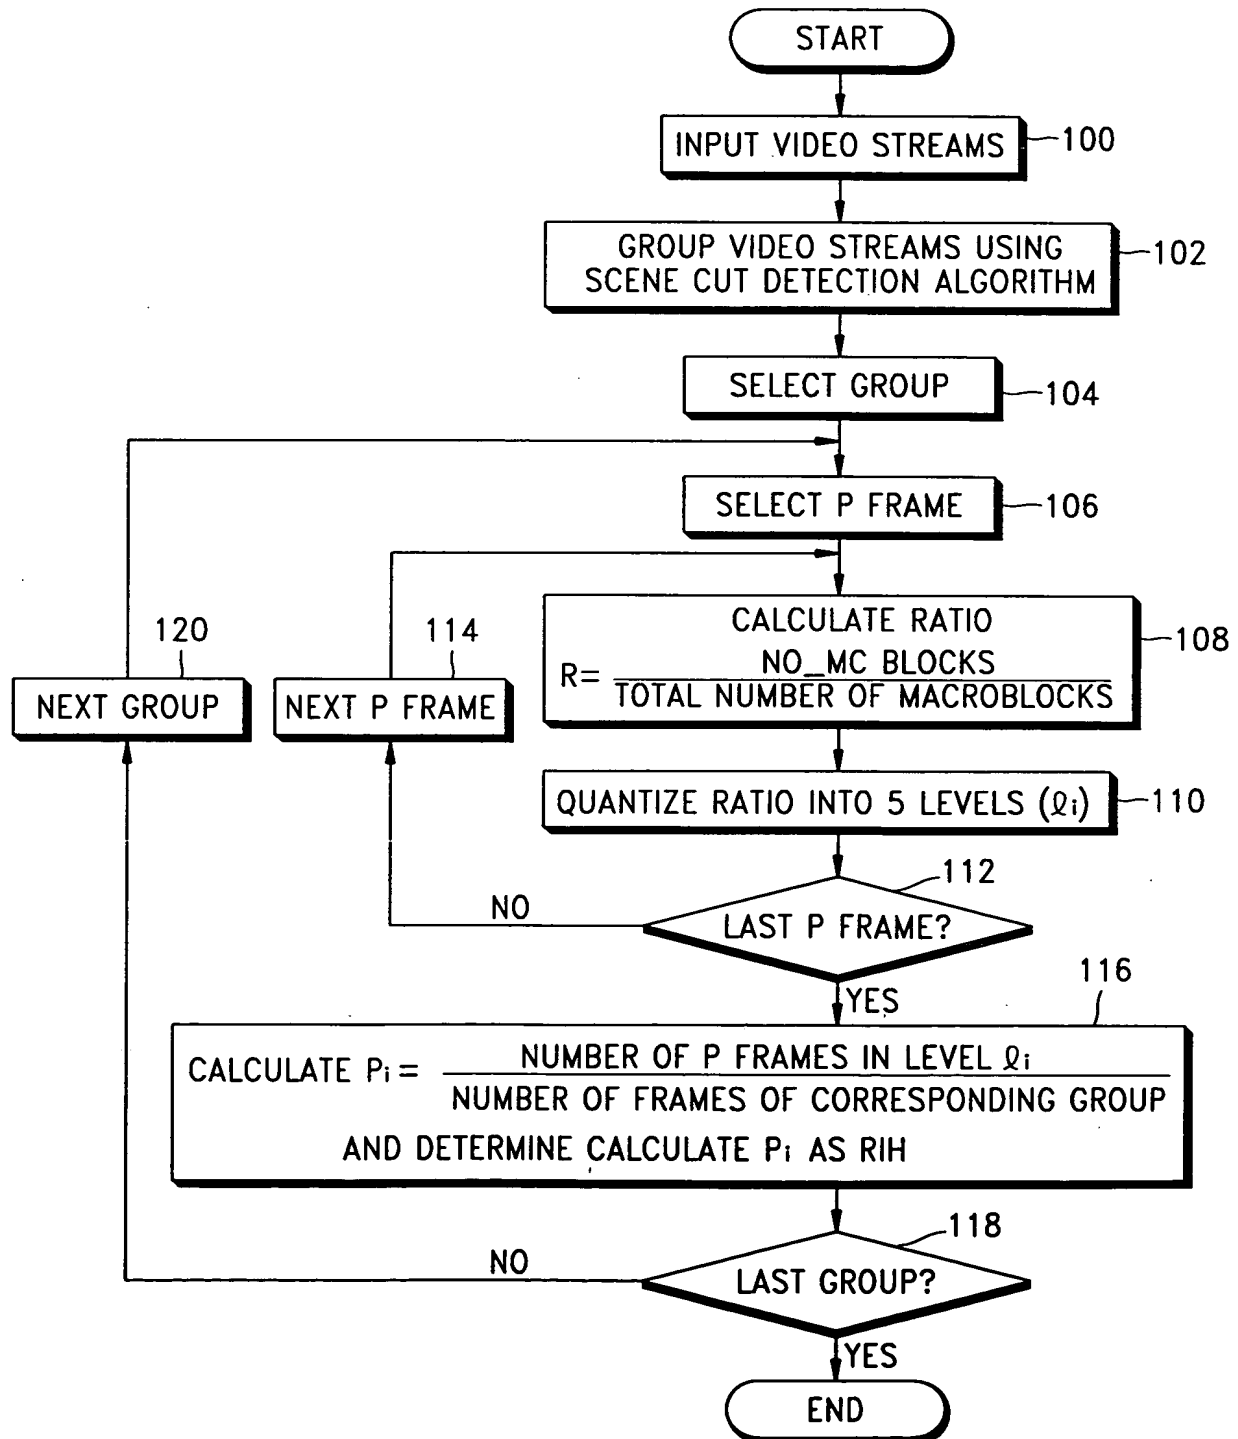 START
INPUT VIDEO STREAMS
100
GROUP VIDEO STREAMS USING
SCENE CUT DETECTION ALGORITHM
102
SELECT GROUP
104
SELECT P FRAME
106
CALCULATE RATIO
R= NO_MC BLOCKS
TOTAL NUMBER OF MACROBLOCKS
108
120
NEXT GROUP
114
NEXT P FRAME
QUANTIZE RATIO INTO 5 LEVELS (ℓi)
110
112
LAST P FRAME?
NO
YES
116
CALCULATE Pi = NUMBER OF P FRAMES IN LEVEL ℓi
NUMBER OF FRAMES OF CORRESPONDING GROUP
AND DETERMINE CALCULATE Pi AS RIH
118
LAST GROUP?
NO
YES
END